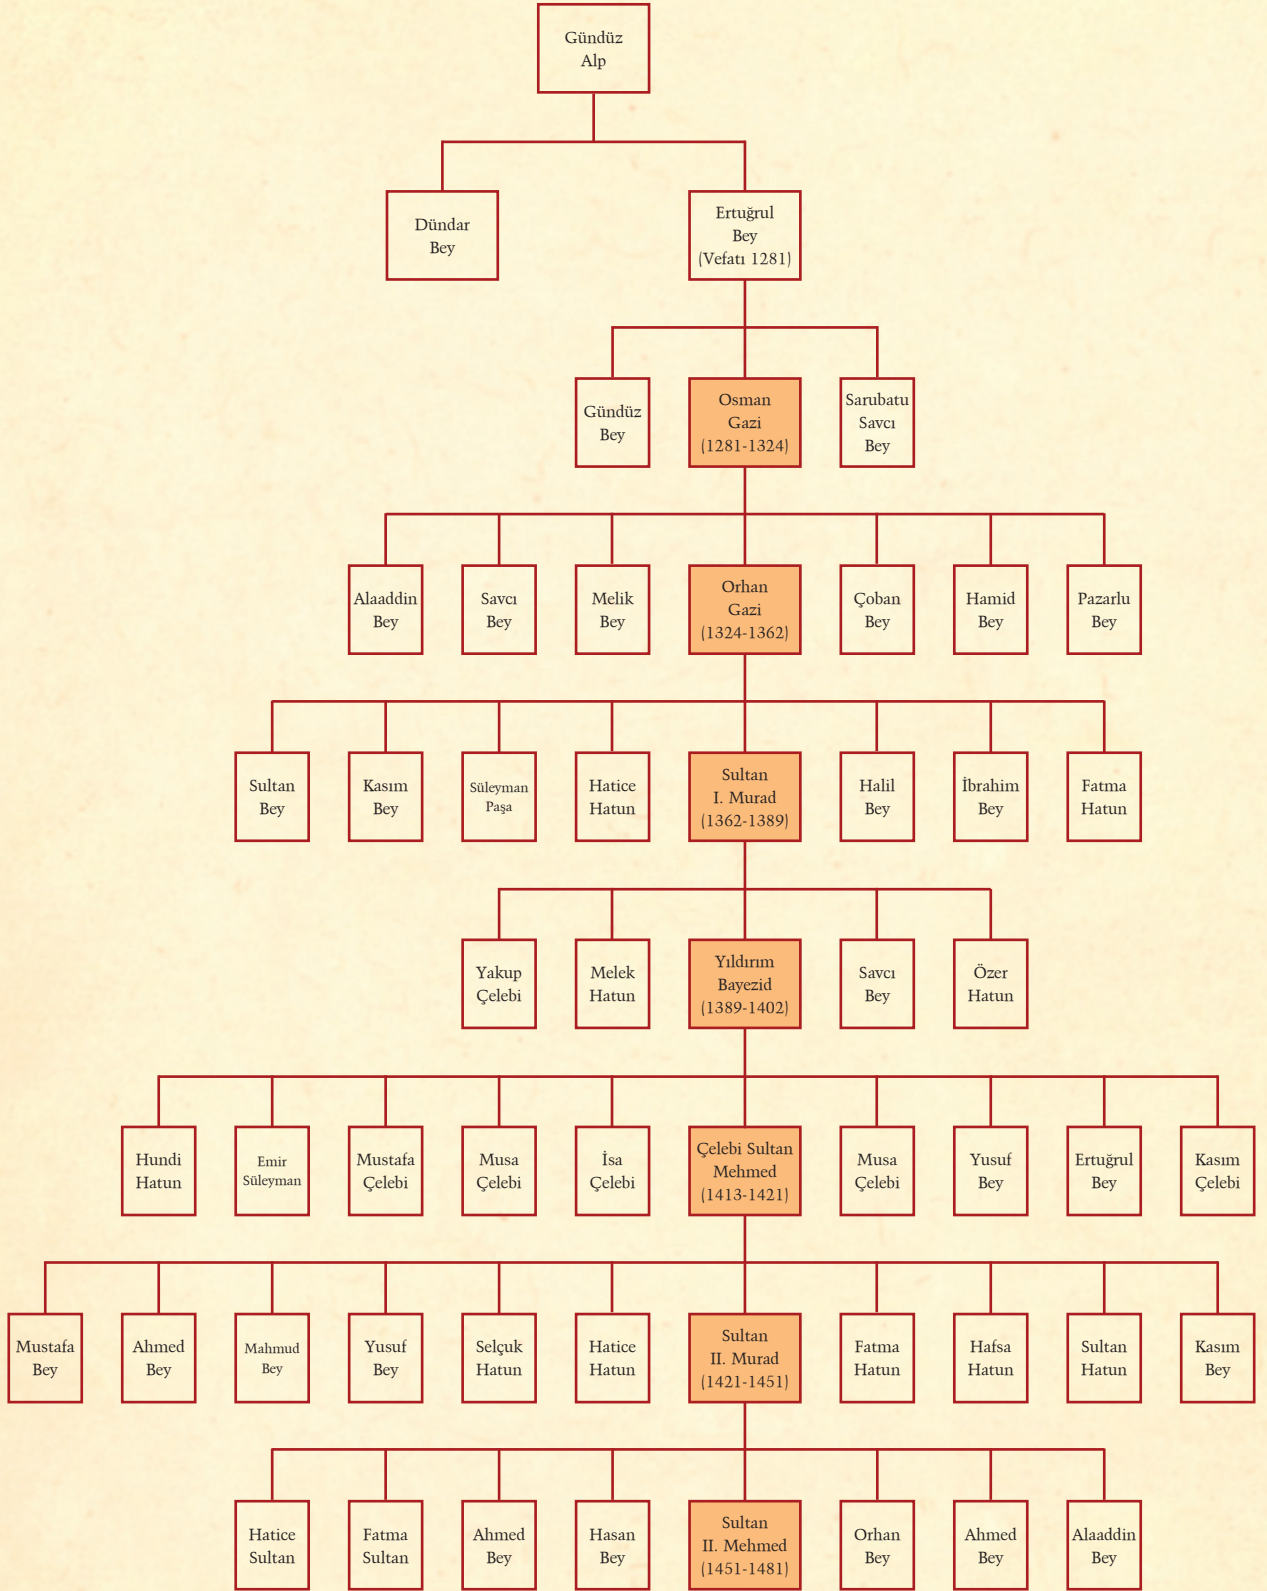 Gündüz
Alp
Dündar
Bey
Ertuğrul
Bey
(Vefatı 1281)
Gündüz
Bey
Osman
Gazi
(1281-1324)
Sarubatu
Savcı
Bey
Alaaddin
Bey
Savcı
Bey
Melik
Bey
Orhan
Gazi
(1324-1362)
Çoban
Bey
Hamid
Bey
Pazarlu
Bey
Sultan
Bey
Kasım
Bey
Süleyman
Paşa
Hatice
Hatun
Sultan
I. Murad
(1362-1389)
Halil
Bey
İbrahim
Bey
Fatma
Hatun
Yakup
Çelebi
Melek
Hatun
Yıldırım
Bayezid
(1389-1402)
Savcı
Bey
Özer
Hatun
Hundi
Hatun
Emir
Süleyman
Mustafa
Çelebi
Musa
Çelebi
İsa
Çelebi
Çelebi Sultan
Mehmed
(1413-1421)
Musa
Çelebi
Yusuf
Bey
Ertuğrul
Bey
Kasım
Çelebi
Mustafa
Bey
Ahmed
Bey
Mahmud
Bey
Yusuf
Bey
Selçuk
Hatun
Hatice
Hatun
Sultan
II. Murad
(1421-1451)
Fatma
Hatun
Hafsa
Hatun
Sultan
Hatun
Kasım
Bey
Hatice
Sultan
Fatma
Sultan
Ahmed
Bey
Hasan
Bey
Sultan
II. Mehmed
(1451-1481)
Orhan
Bey
Ahmed
Bey
Alaaddin
Bey